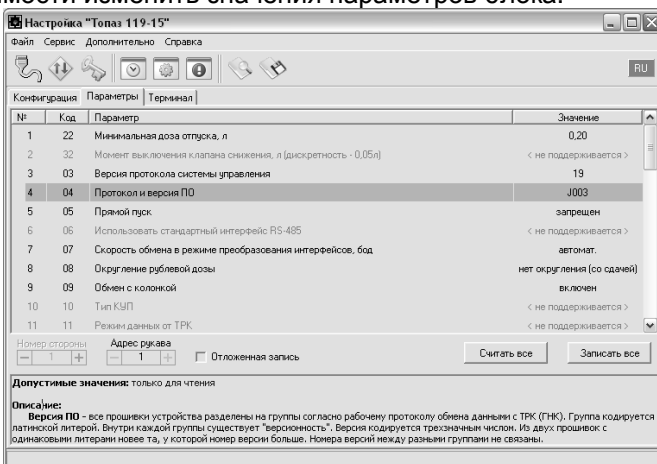 мости изменить значения параметров блока.
Настройка "Топаз 119-15"
Файл Сервис Дополнительно Справка
RU
Конфигурация Параметры Терминал
№ Код Параметр Значение
1 22 Минимальная доза отпуска, л 0,20
2 32 Момент выключения клапана снижения, л (дискретность - 0,05л) < не поддерживается >
3 03 Версия протокола системы управления 19
4 04 Протокол и версия ПО J003
5 05 Прямой пуск запрещен
6 06 Использовать стандартный интерфейс RS-485 < не поддерживается >
7 07 Скорость обмена в режиме преобразования интерфейсов, бод автомат.
8 08 Округление рублевой дозы нет округления (со сдачей)
9 09 Обмен с колонкой включен
10 10 Тип КУП < не поддерживается >
11 11 Режим данных от ТРК < не поддерживается >
Номер стороны Адрес рукава
1 1 Отложенная запись Считать все Записать все
Допустимые значения: только для чтения
Описание:
Версия ПО - все прошивки устройства разделены на группы согласно рабочему протоколу обмена данными с ТРК (ГНК). Группа кодируется
латинской литерой. Внутри каждой группы существует "версионность". Версия кодируется трехзначным числом. Из двух прошивок с
одинаковыми литерами новее та, у которой номер версии больше. Номера версий между разными группами не связаны.